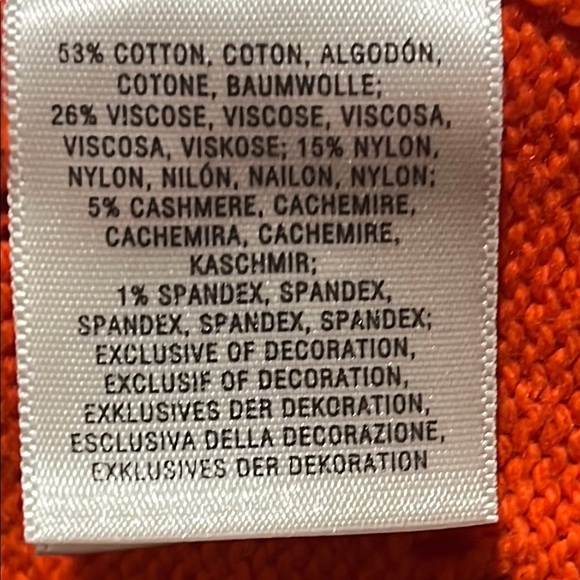 53% COTTON, COTON, ALGODÓN,
COTONE, BAUMWOLLE;
26% VISCOSE, VISCOSE, VISCOSA,
VISCOSA, VISKOSE; 15% NYLON,
NYLON, NILÓN, NAILON, NYLON;
5% CASHMERE, CACHEMIRE,
CACHEMIRA, CACHEMIRE,
KASCHMIR;
1% SPANDEX, SPANDEX,
SPANDEX, SPANDEX, SPANDEX;
EXCLUSIVE OF DECORATION,
EXCLUSIF OF DECORATION,
EXKLUSIVES DER DEKORATION,
ESCLUSIVA DELLA DECORAZIONE,
EXKLUSIVES DER DEKORATION